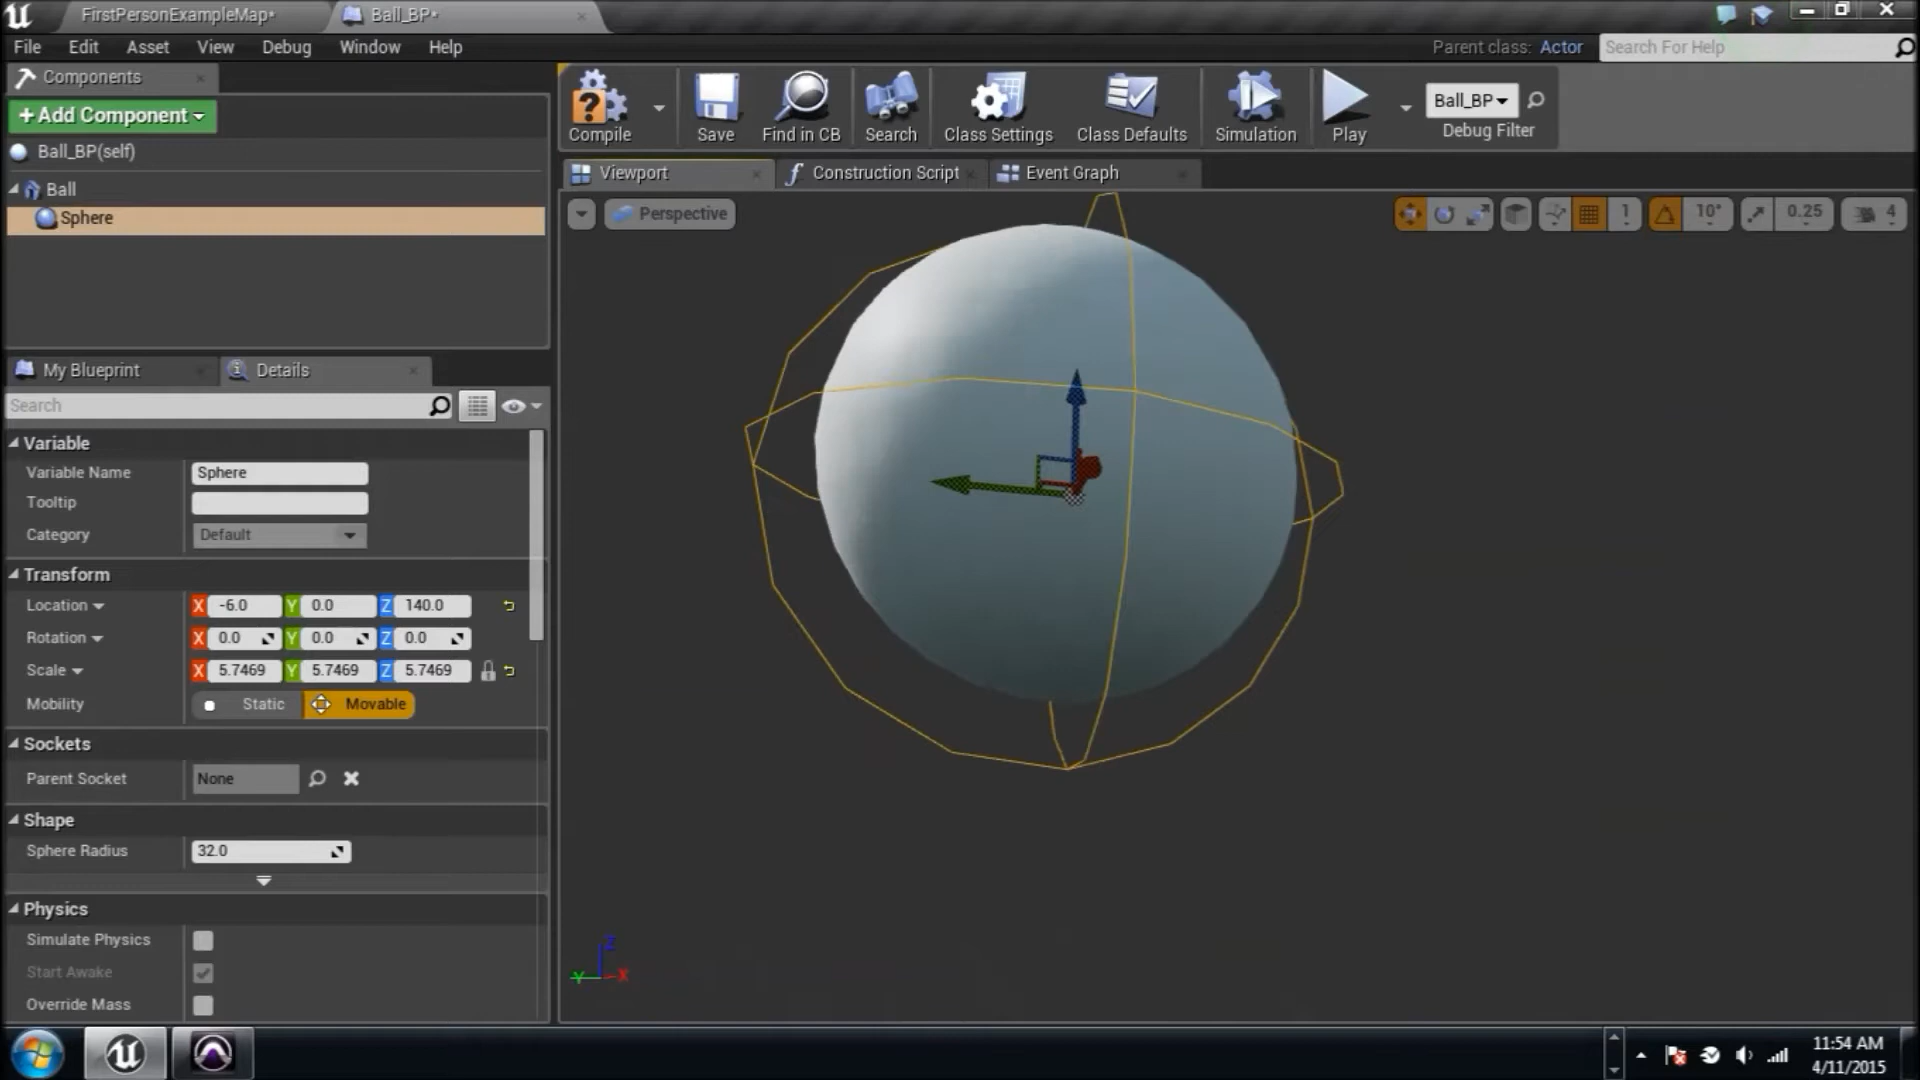 FirstPersonExampleMap*
Ball_BP*
File Edit Asset View Debug Window Help
Parent class: Actor
Search For Help
Components
+ Add Component
Ball_BP(self)
Ball
Sphere
Compile
Save
Find in CB
Search
Class Settings
Class Defaults
Simulation
Play
Ball_BP
Debug Filter
Viewport
Construction Script
Event Graph
Perspective
1
10°
0.25
4
My Blueprint
Details
Search
Variable
Variable Name Sphere
Tooltip
Category Default
Transform
Location X -6.0 Y 0.0 Z 140.0
Rotation X 0.0 Y 0.0 Z 0.0
Scale X 5.7469 Y 5.7469 Z 5.7469
Mobility Static Movable
Sockets
Parent Socket None
Shape
Sphere Radius 32.0
Physics
Simulate Physics
Start Awake
Override Mass
Z
Y
X
11:54 AM
4/11/2015